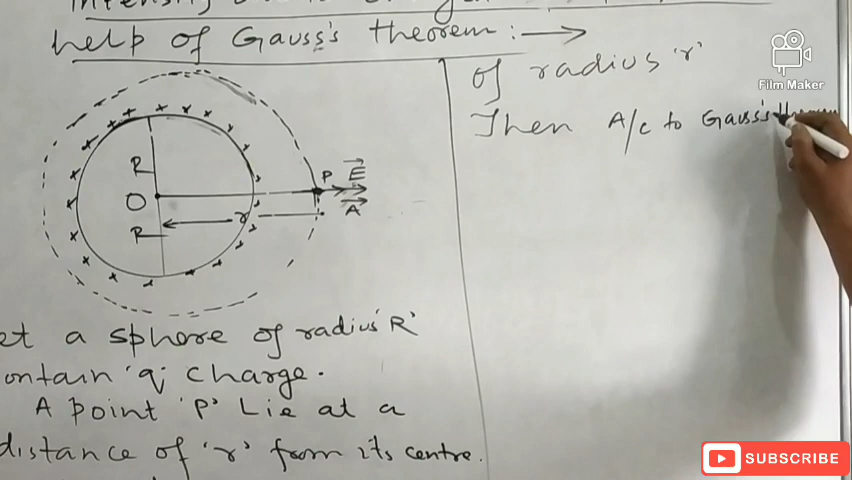 help of Gauss's theorem :→
R
O
R
r
P
E
A
et a sphere of radius 'R'
ontain 'q' charge.
A point 'P' Lie at a
distance of 'r' from its centre.
of radius 'r'
Then A/c to Gauss's theorem
Film Maker
SUBSCRIBE